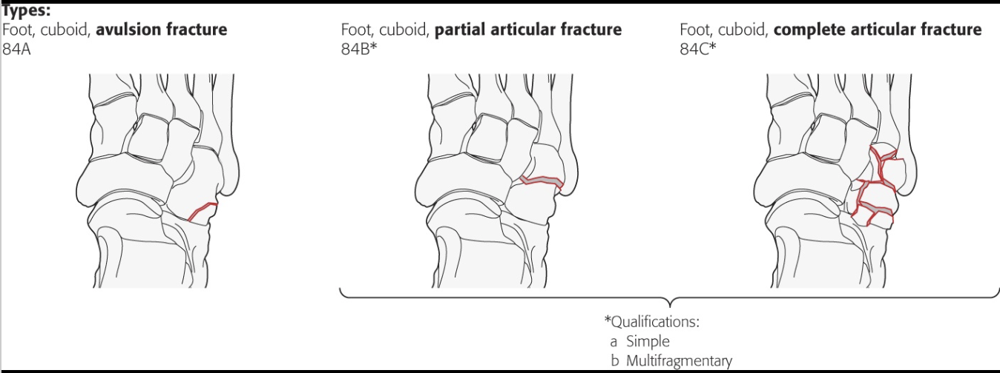 Types:
Foot, cuboid, avulsion fracture
84A
Foot, cuboid, partial articular fracture
84B*
Foot, cuboid, complete articular fracture
84C*
*Qualifications:
a Simple
b Multifragmentary